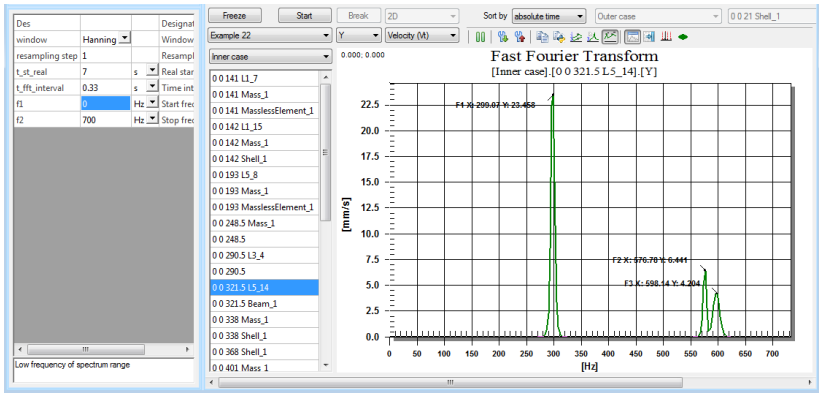 Des Designat
window Hanning Window
resampling step 1 Resampl
t_st_real 7 s Real star
t_fft_interval 0.33 s Time int
f1 0 Hz Start frec
f2 700 Hz Stop frec
Low frequency of spectrum range
Freeze Start Break 2D Sort by absolute time Outer case 0 0 21 Shell_1
Example 22 Y Velocity (Vt)
Inner case
0 0 141 L1_7
0 0 141 Mass_1
0 0 141 MasslessElement_1
0 0 142 L1_15
0 0 142 Mass_1
0 0 142 Shell_1
0 0 193 L5_8
0 0 193 Mass_1
0 0 193 MasslessElement_1
0 0 248.5 Mass_1
0 0 248.5
0 0 290.5 L3_4
0 0 290.5
0 0 321.5 L5_14
0 0 321.5 Beam_1
0 0 338 Mass_1
0 0 338 Shell_1
0 0 368 Shell_1
0 0 401 Mass 1
0.000; 0.000
Fast Fourier Transform
[Inner case].[0 0 321.5 L5_14].[Y]
F1 X: 299.07 Y: 23.458
F2 X: 576.78 Y: 6.441
F3 X: 598.14 Y: 4.204
[mm/s]
22.5
20.0
17.5
15.0
12.5
10.0
7.5
5.0
2.5
0.0
0 50 100 150 200 250 300 350 400 450 500 550 600 650 700
[Hz]